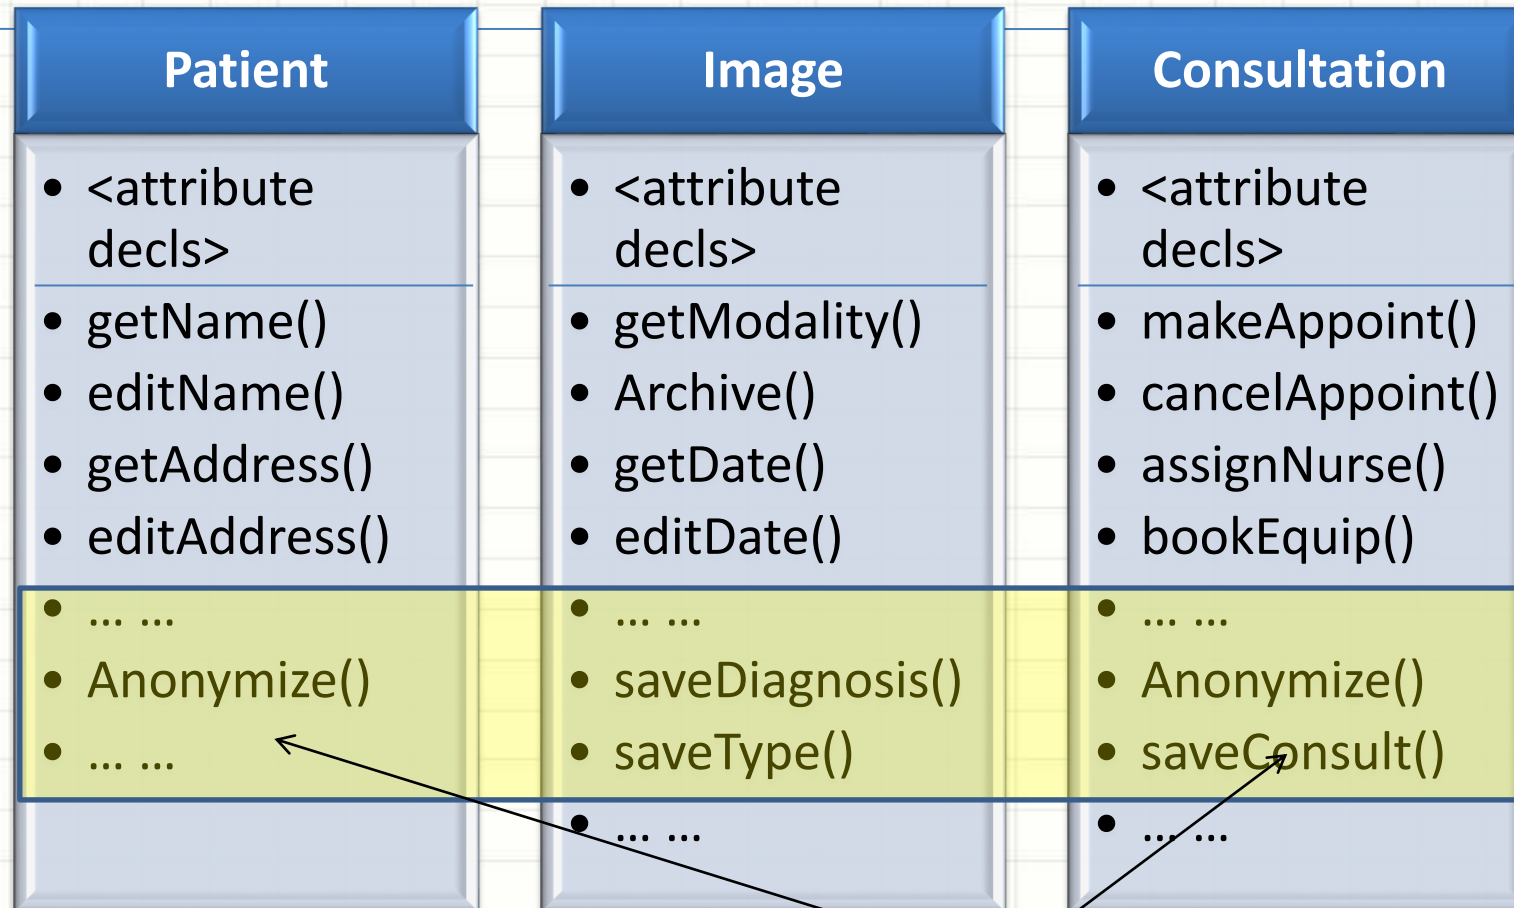 Patient
• <attribute
decls>
• getName()
• editName()
• getAddress()
• editAddress()
• ... ...
• Anonymize()
• ... ...
Image
• <attribute
decls>
• getModality()
• Archive()
• getDate()
• editDate()
• ... ...
• saveDiagnosis()
• saveType()
• ... ...
Consultation
• <attribute
decls>
• makeAppoint()
• cancelAppoint()
• assignNurse()
• bookEquip()
• ... ...
• Anonymize()
• saveConsult()
• ... ...